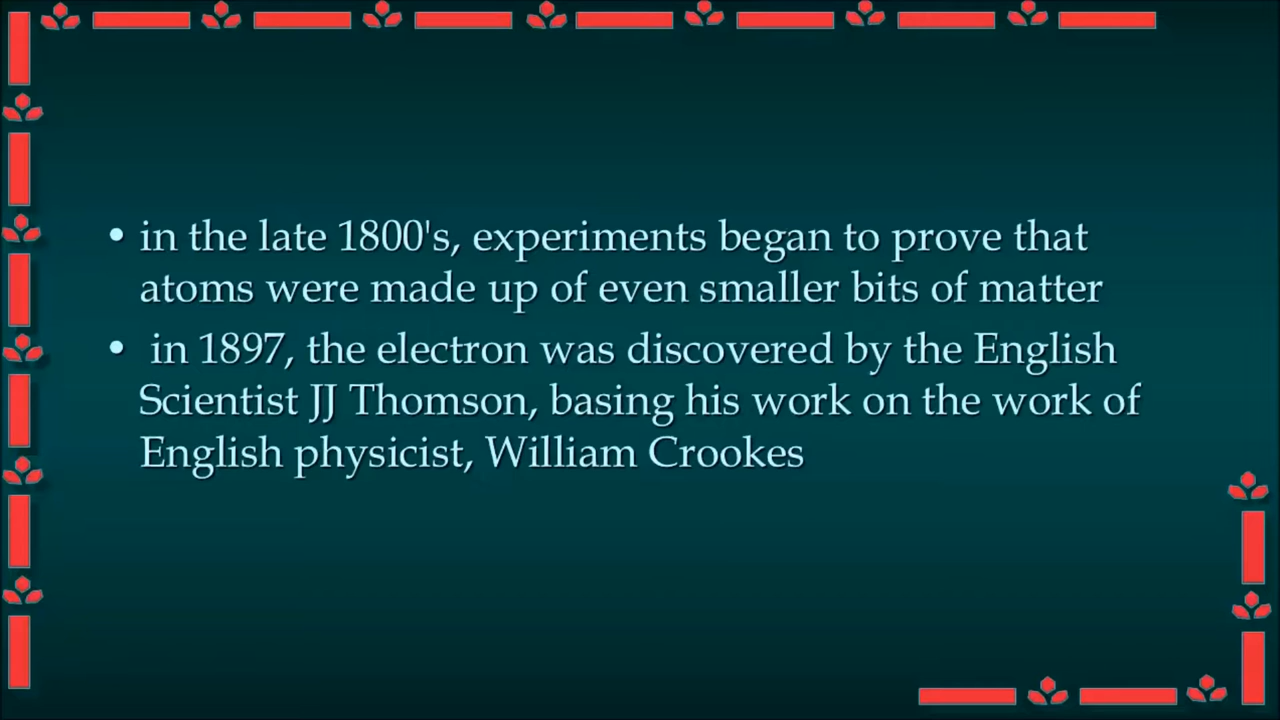 • in the late 1800's, experiments began to prove that
atoms were made up of even smaller bits of matter
• in 1897, the electron was discovered by the English
Scientist JJ Thomson, basing his work on the work of
English physicist, William Crookes